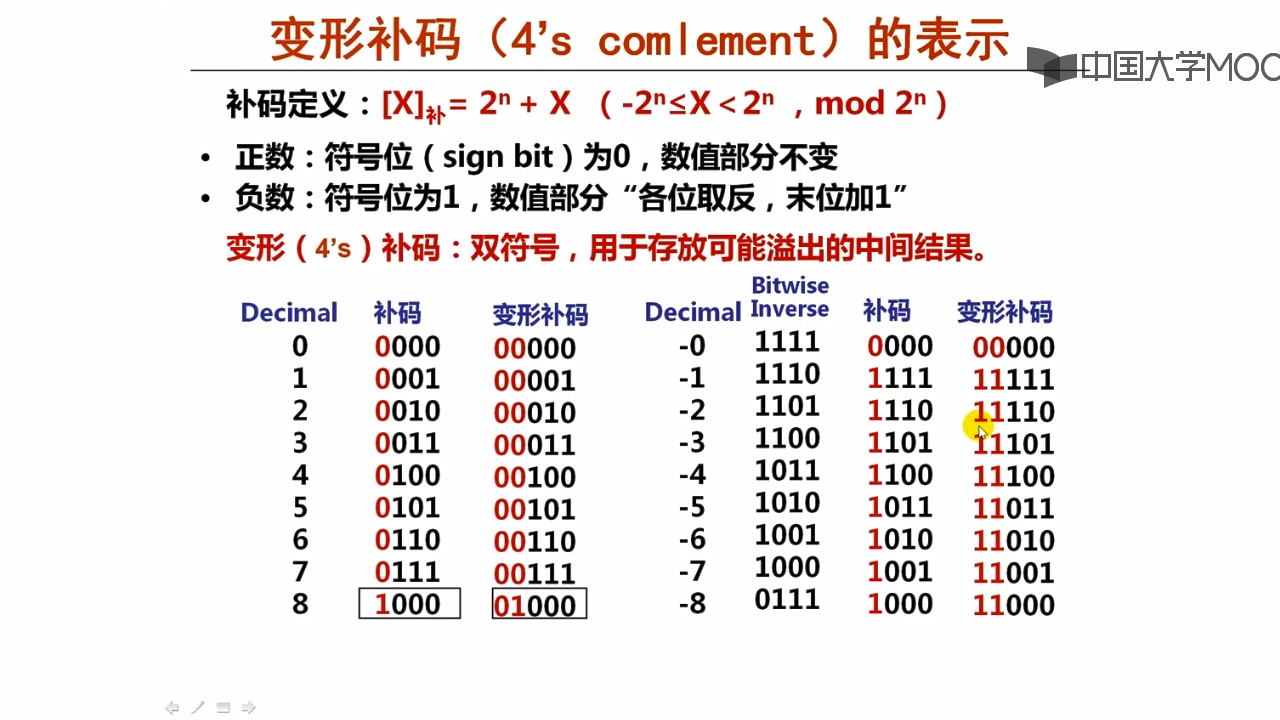 变形补码（4’s comlement）的表示
中国大学MOO
补码定义：[X]补= 2ⁿ + X （-2ⁿ≤X＜2ⁿ ，mod 2ⁿ）
• 正数：符号位（sign bit）为0，数值部分不变
• 负数：符号位为1，数值部分“各位取反，末位加1”
变形（4’s）补码：双符号，用于存放可能溢出的中间结果。
Decimal 补码 变形补码 Decimal Bitwise Inverse 补码 变形补码
0 0000 00000 -0 1111 0000 00000
1 0001 00001 -1 1110 1111 11111
2 0010 00010 -2 1101 1110 11110
3 0011 00011 -3 1100 1101 11101
4 0100 00100 -4 1011 1100 11100
5 0101 00101 -5 1010 1011 11011
6 0110 00110 -6 1001 1010 11010
7 0111 00111 -7 1000 1001 11001
8 1000 01000 -8 0111 1000 11000